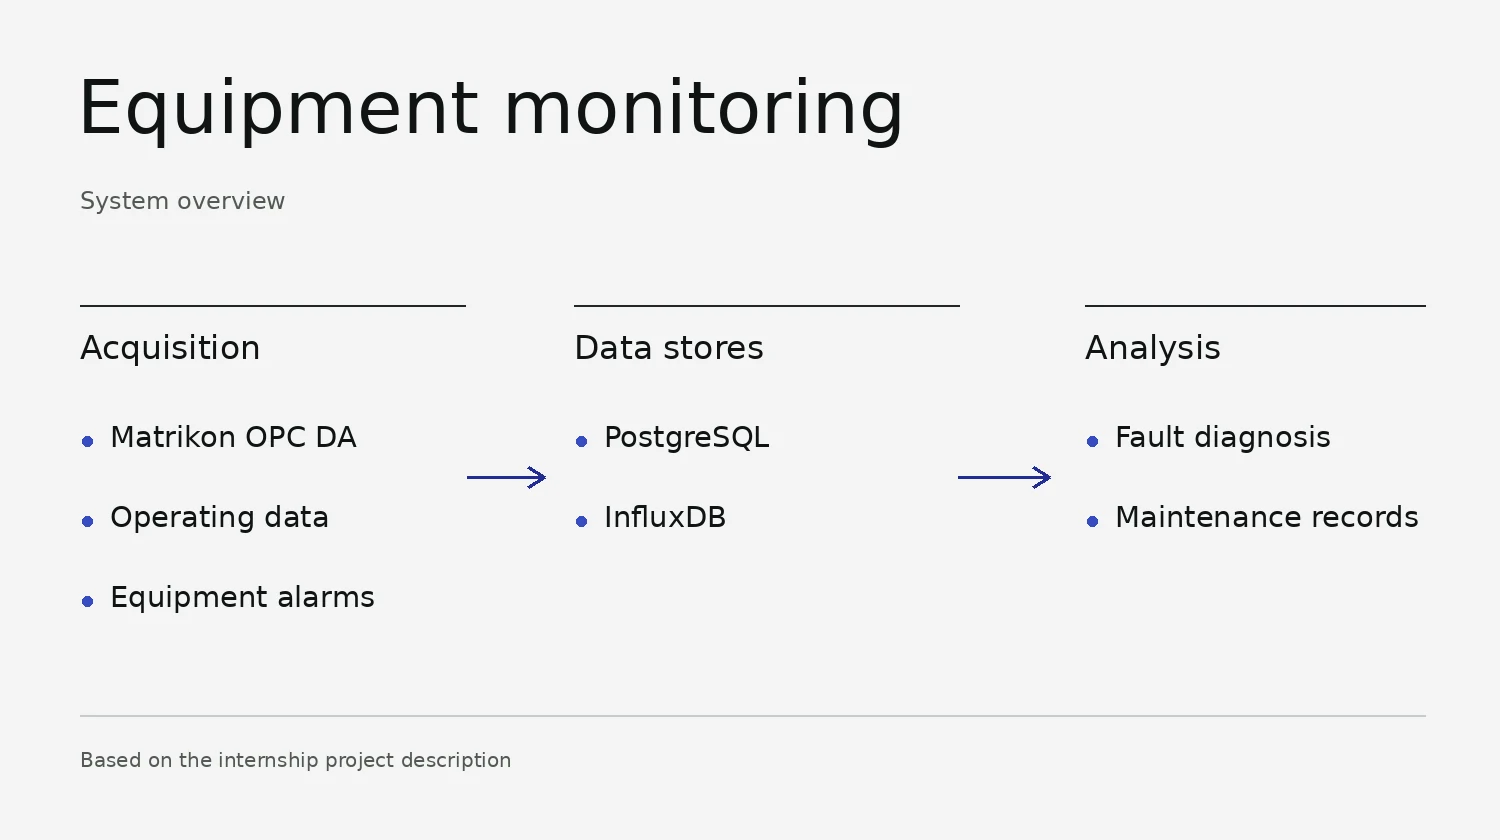 Equipment monitoring
System overview
Acquisition
Matrikon OPC DA
Operating data
Equipment alarms
Data stores
PostgreSQL
InfluxDB
Analysis
Fault diagnosis
Maintenance records
Based on the internship project description